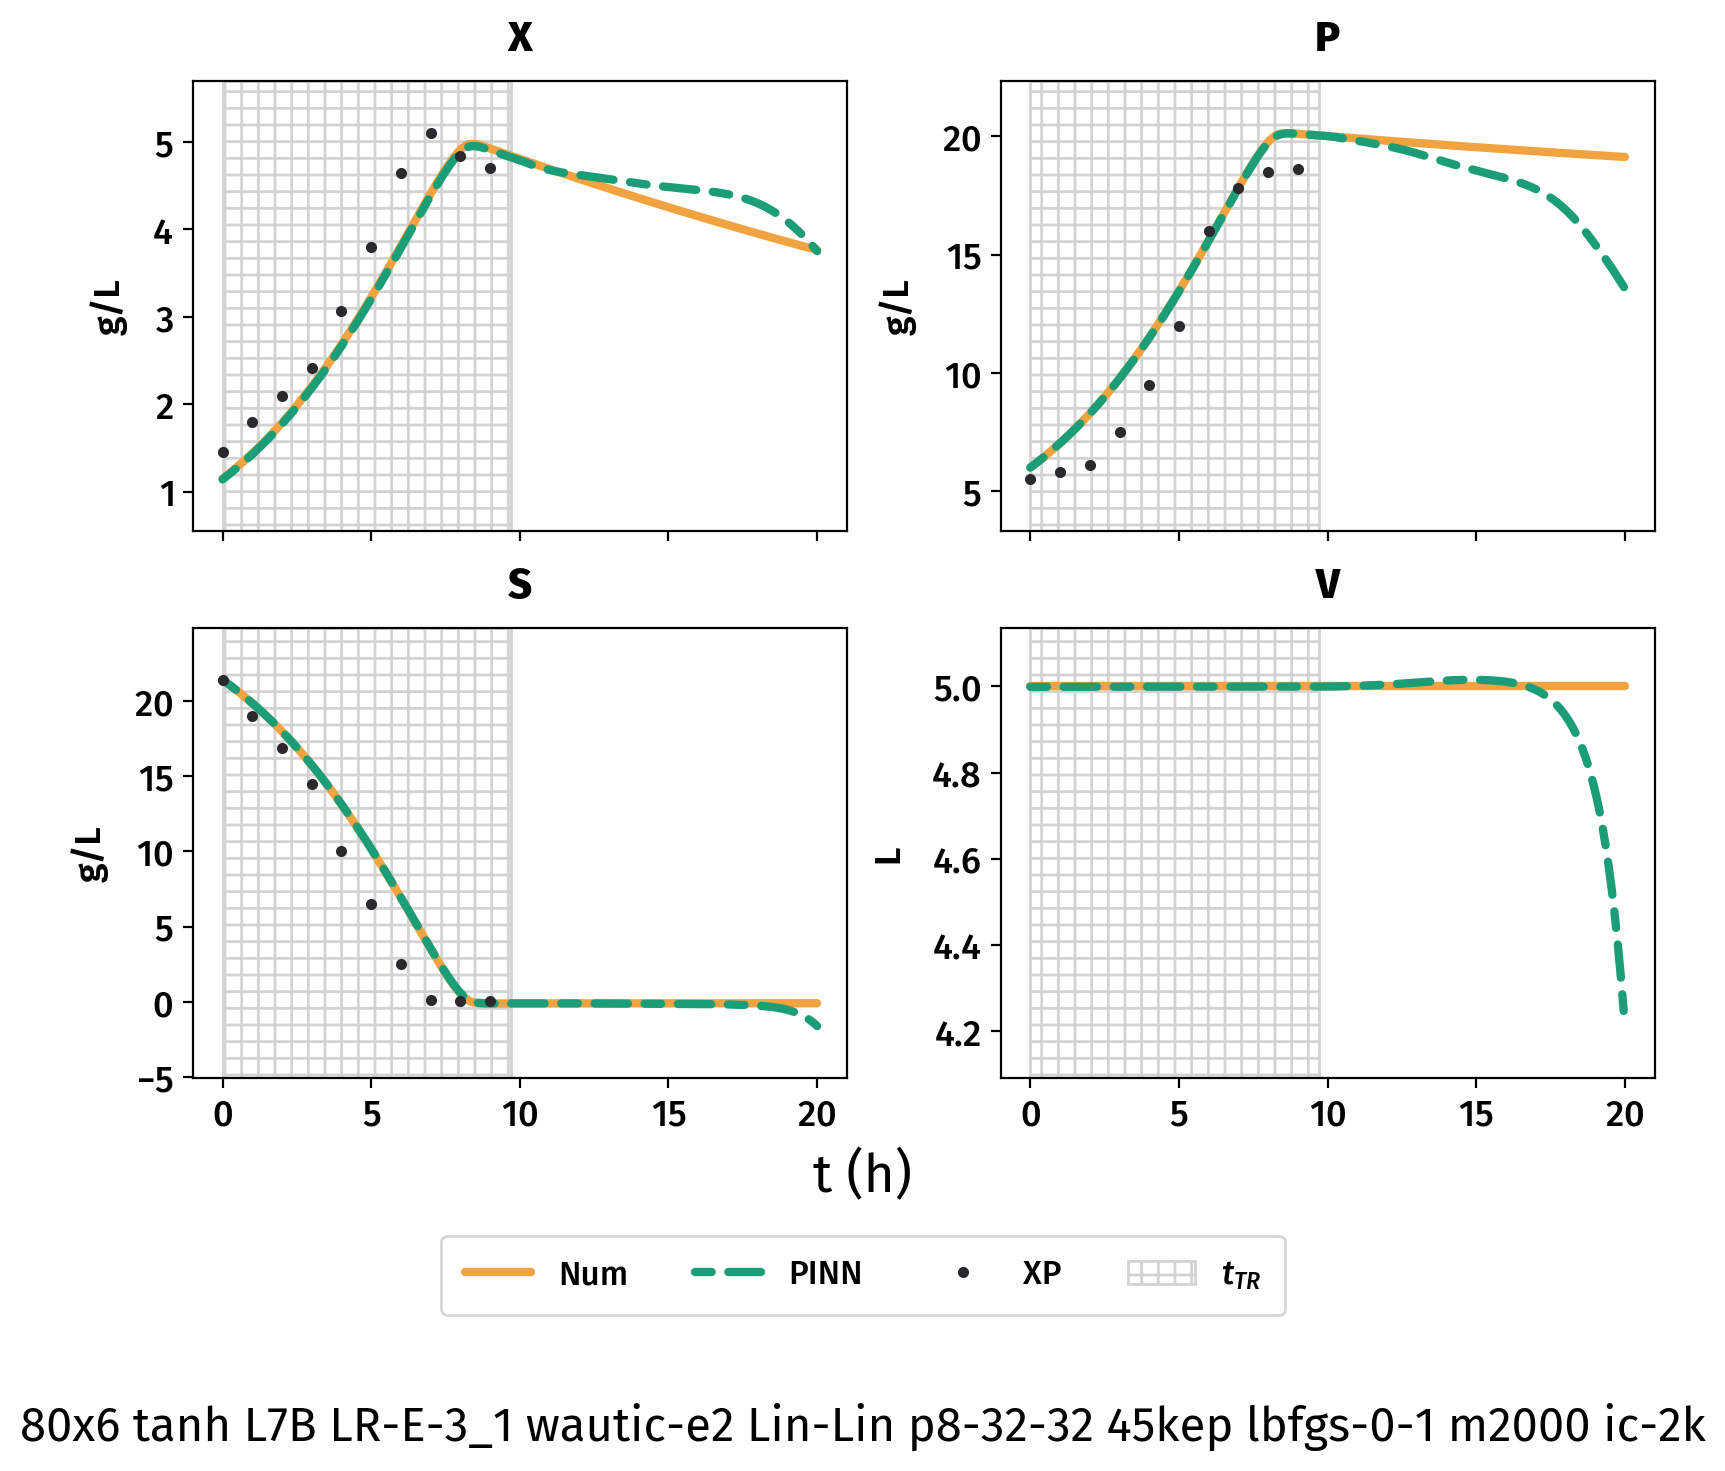 X
P
5
4
3
2
1
g/L
20
15
10
5
g/L
S
V
20
15
10
5
0
−5
g/L
5.0
4.8
4.6
4.4
4.2
L
0 5 10 15 20
0 5 10 15 20
t (h)
Num PINN XP tTR
80x6 tanh L7B LR-E-3_1 wautic-e2 Lin-Lin p8-32-32 45kep lbfgs-0-1 m2000 ic-2k